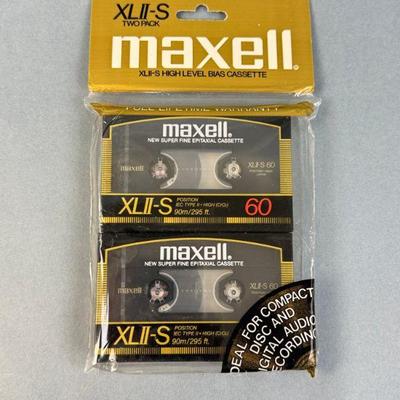 XLII-S
TWO PACK
maxell®
XLII-S HIGH LEVEL BIAS CASSETTE
FULL LIFETIME WARRANTY
maxell®
NEW SUPER FINE EPITAXIAL CASSETTE
maxell
XLII-S 60
XLII-S
POSITION
IEC TYPE II • HIGH (CrO₂)
90m/295 ft.
60
maxell®
NEW SUPER FINE EPITAXIAL CASSETTE
maxell
XLII-S 60
XLII-S
POSITION
IEC TYPE II • HIGH (CrO₂)
90m/295 ft.
IDEAL FOR COMPACT
DISC AND
DIGITAL AUDIO
RECORDING